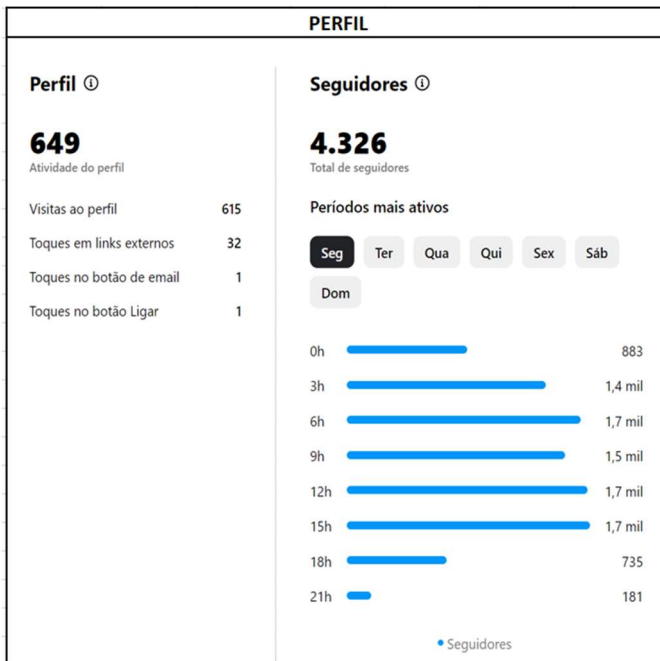 PERFIL
Perfil
649
Atividade do perfil
Visitas ao perfil 615
Toques em links externos 32
Toques no botão de email 1
Toques no botão Ligar 1
Seguidores
4.326
Total de seguidores
Períodos mais ativos
Seg Ter Qua Qui Sex Sáb
Dom
0h 883
3h 1,4 mil
6h 1,7 mil
9h 1,5 mil
12h 1,7 mil
15h 1,7 mil
18h 735
21h 181
Seguidores